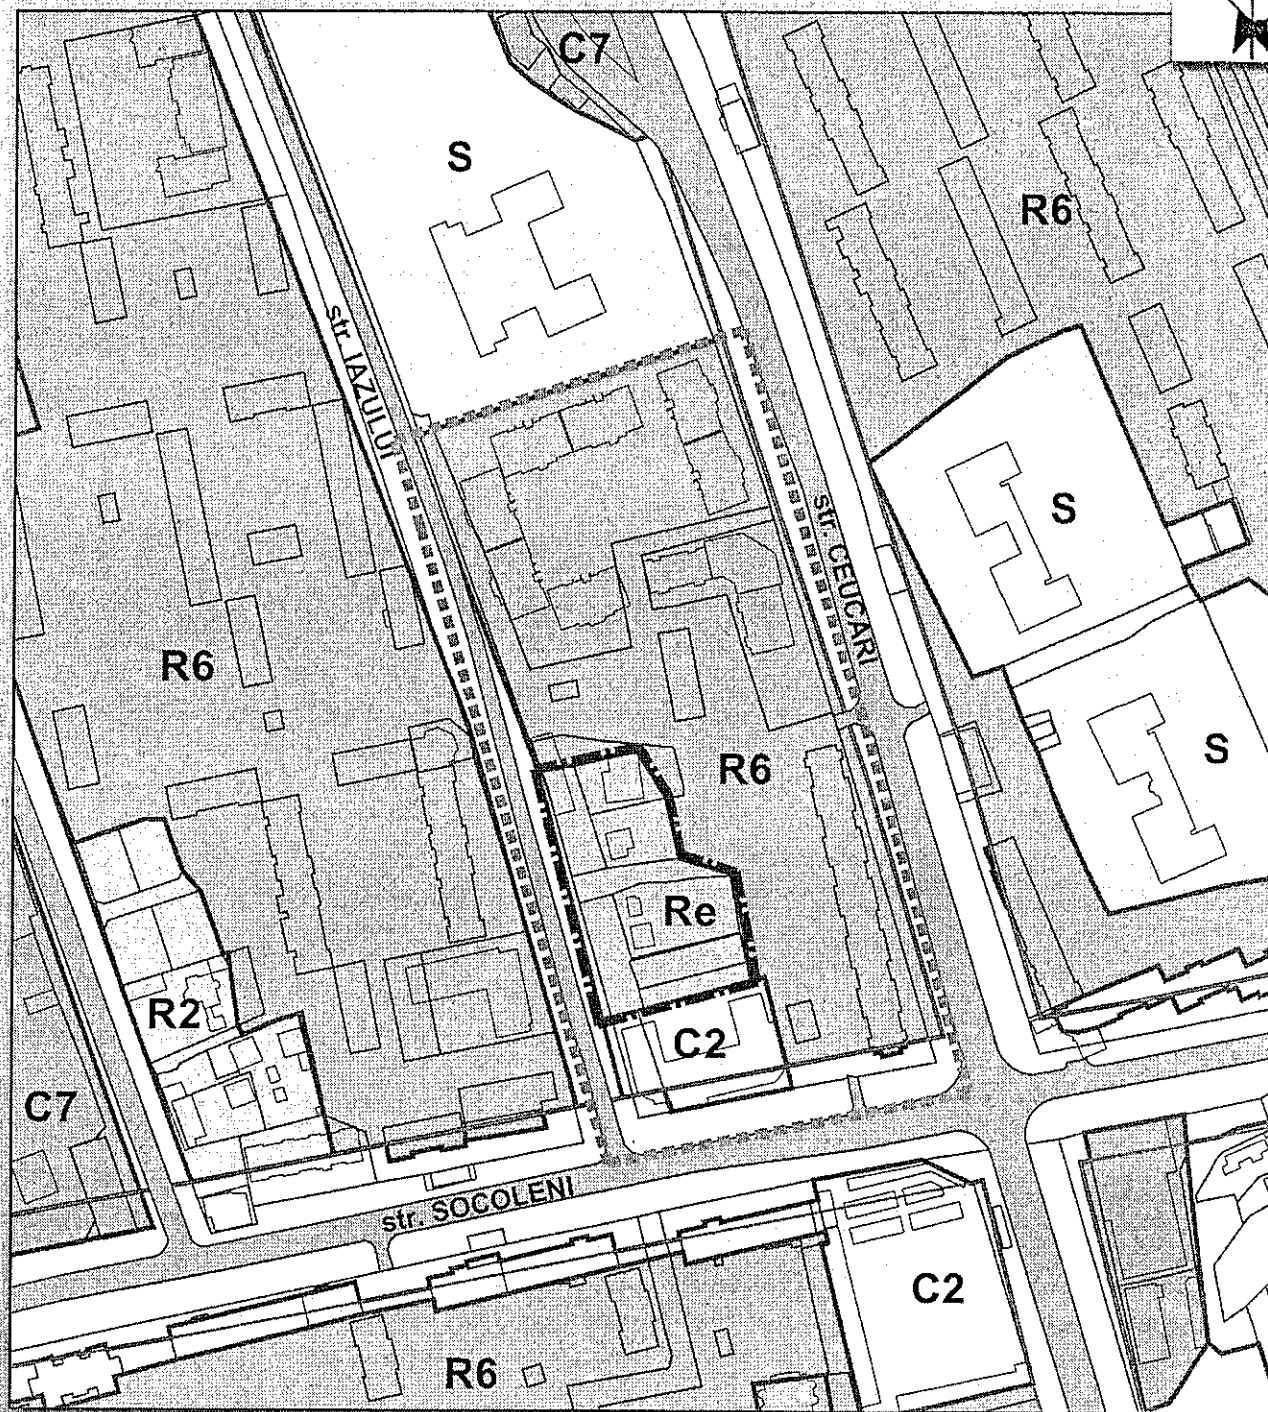 C7
S
R6
str. IAZULUI
S
str. CEUCARI
R6
S
R6
Re
R2
C2
C7
str. SOCOLENI
C2
R6